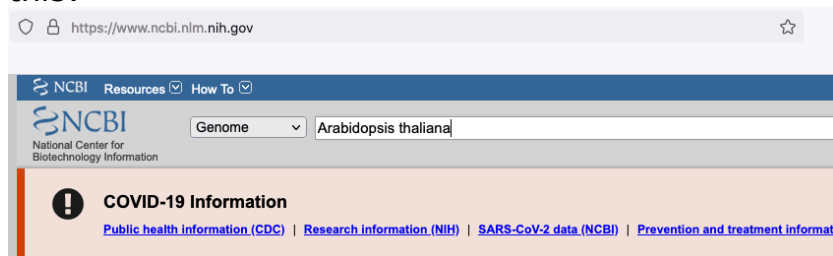 https://www.ncbi.nlm.nih.gov
NCBI Resources How To
NCBI Genome Arabidopsis thaliana
National Center for
Biotechnology Information
COVID-19 Information
Public health information (CDC) | Research information (NIH) | SARS-CoV-2 data (NCBI) | Prevention and treatment